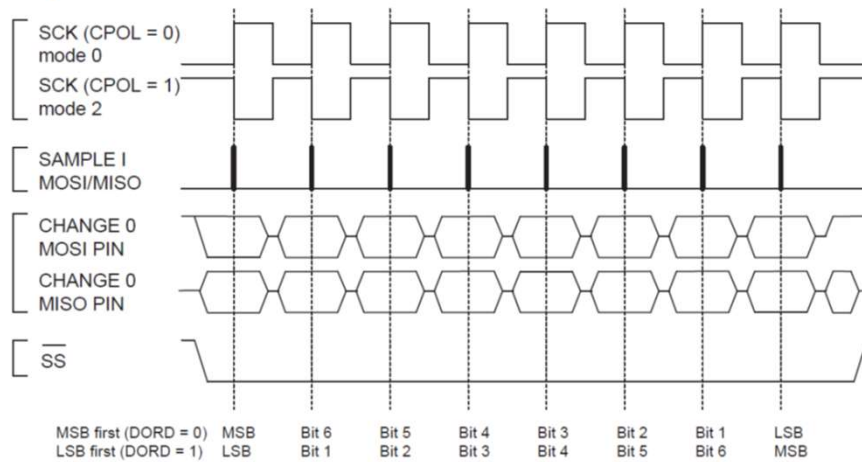 SCK (CPOL = 0)
mode 0
SCK (CPOL = 1)
mode 2
SAMPLE I
MOSI/MISO
CHANGE 0
MOSI PIN
CHANGE 0
MISO PIN
SS
MSB first (DORD = 0) MSB Bit 6 Bit 5 Bit 4 Bit 3 Bit 2 Bit 1 LSB
LSB first (DORD = 1) LSB Bit 1 Bit 2 Bit 3 Bit 4 Bit 5 Bit 6 MSB